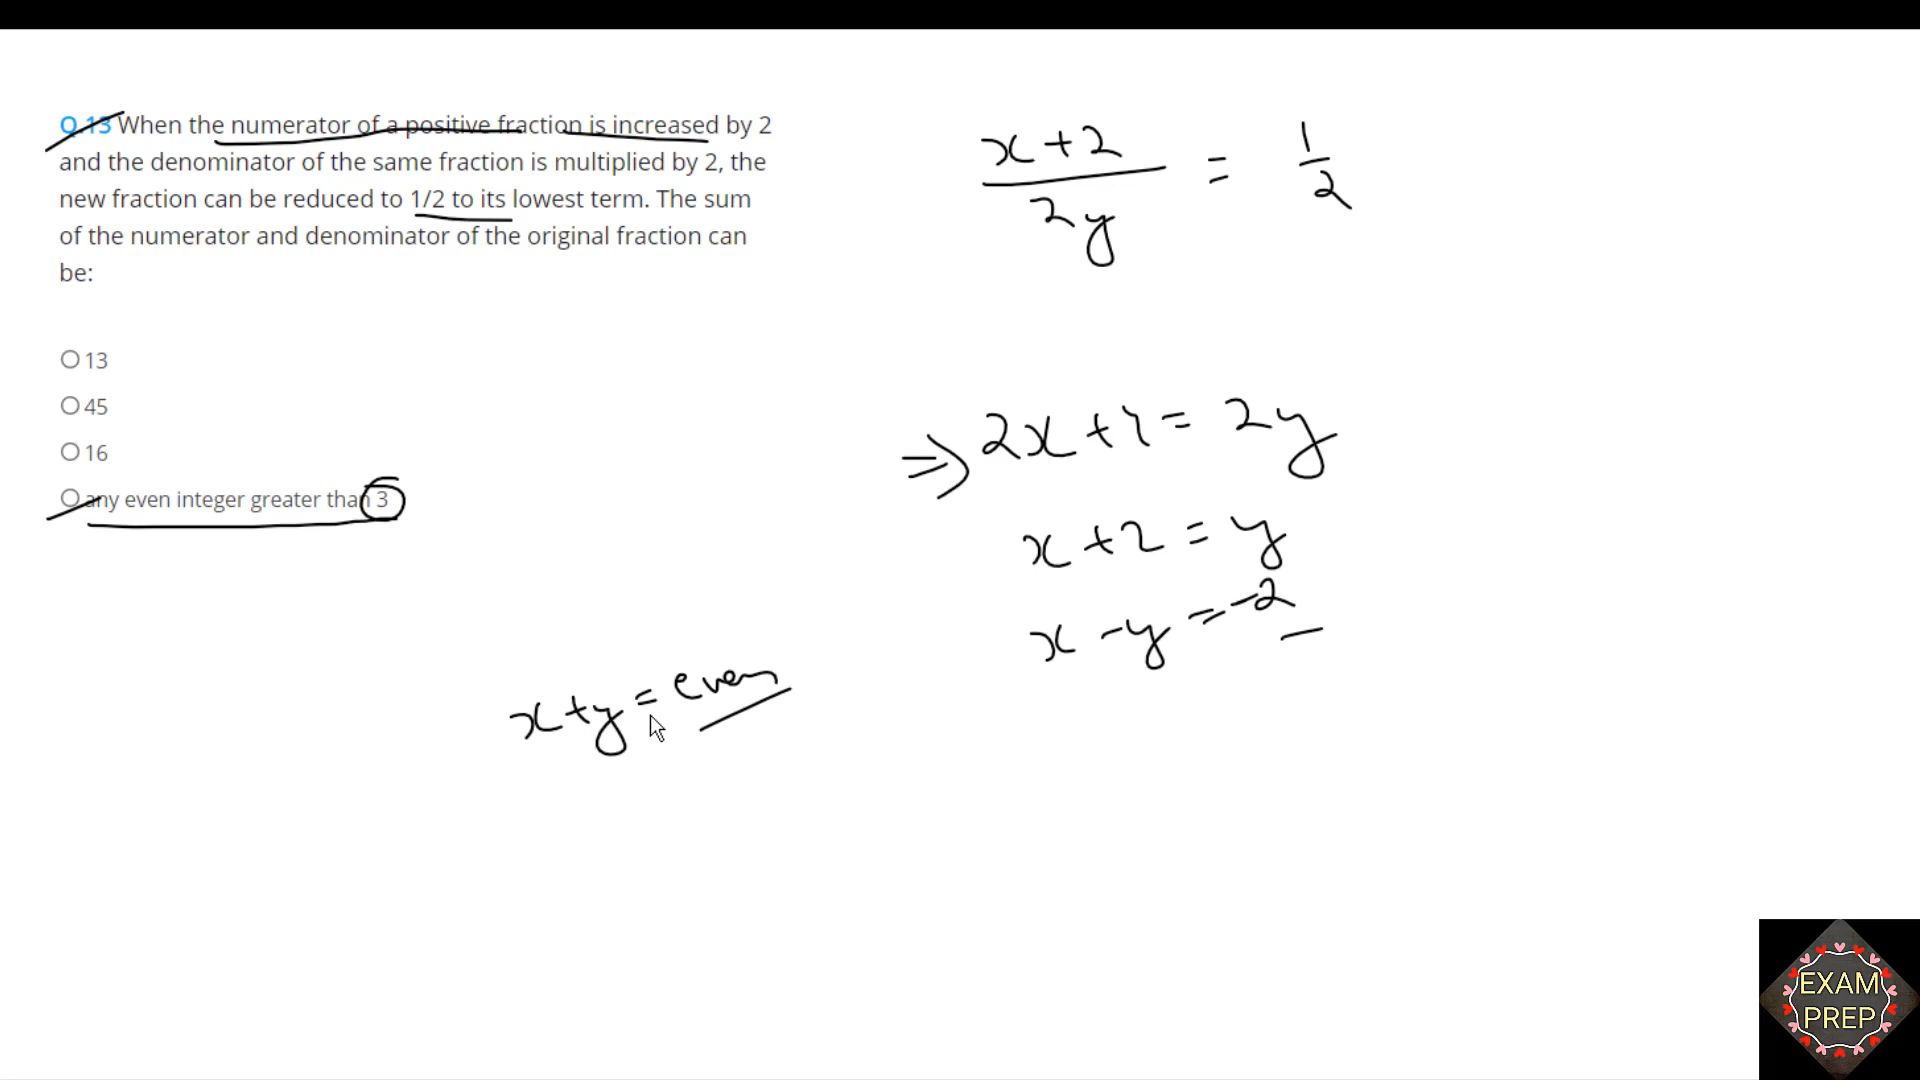 Q.13 When the numerator of a positive fraction is increased by 2
and the denominator of the same fraction is multiplied by 2, the
new fraction can be reduced to 1/2 to its lowest term. The sum
of the numerator and denominator of the original fraction can
be:
13
45
16
any even integer greater than 3
x+2
2y
=
1
2
⇒ 2x+4 = 2y
x+2 = y
x-y = -2
x+y = even
EXAM
PREP